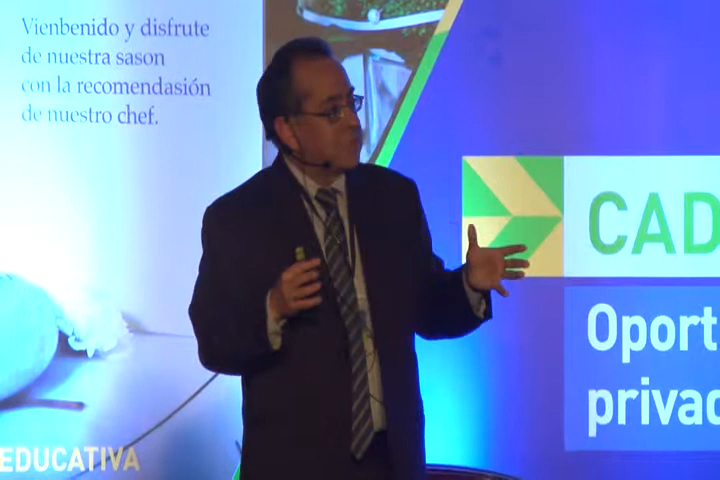 Vienbenido y disfrute
de nuestra sason
con la recomendasión
de nuestro chef.
EDUCATIVA
CAD
Oport
privad